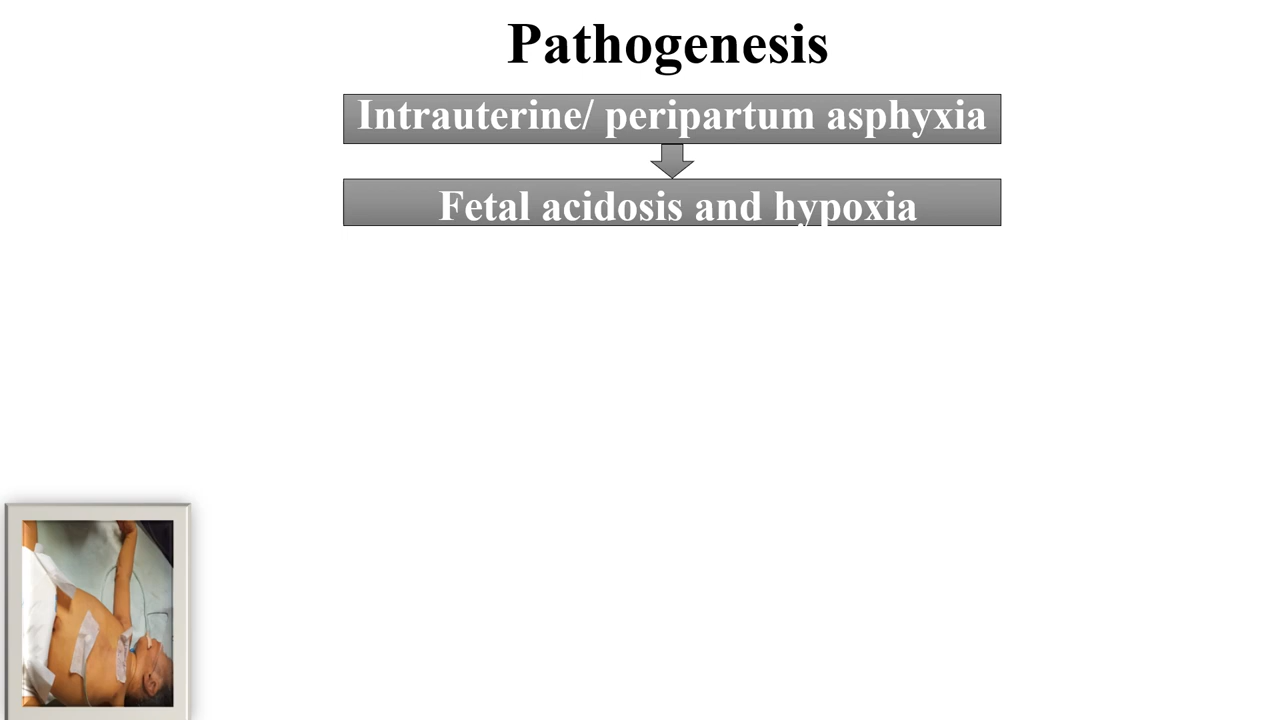 Pathogenesis
Intrauterine/ peripartum asphyxia
Fetal acidosis and hypoxia